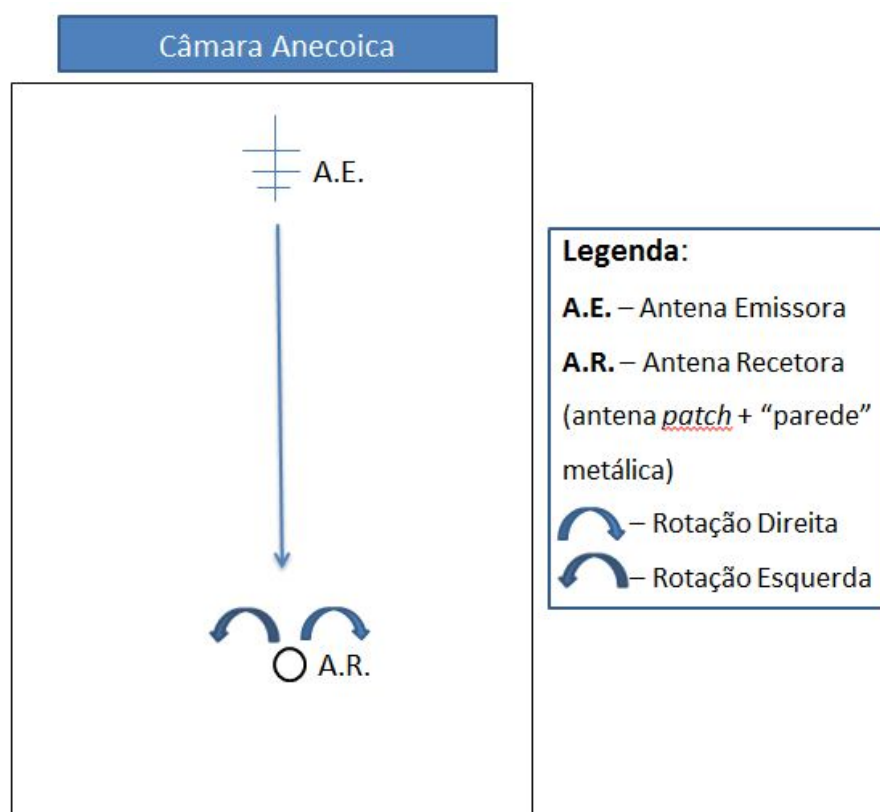 Câmara Anecoica
A.E.
A.R.
Legenda:
A.E. – Antena Emissora
A.R. – Antena Recetora
(antena patch + “parede”
metálica)
– Rotação Direita
– Rotação Esquerda